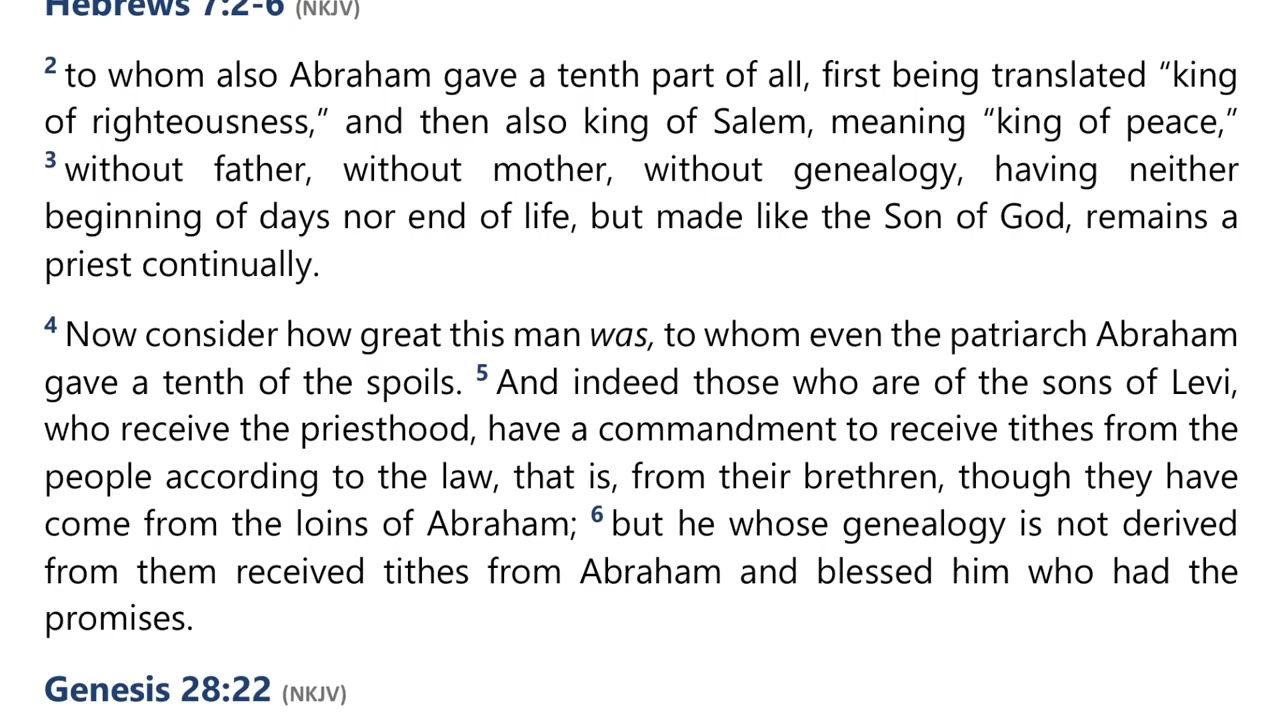 Hebrews 7:2-6 (NKJV)
2 to whom also Abraham gave a tenth part of all, first being translated “king
of righteousness,” and then also king of Salem, meaning “king of peace,”
3 without father, without mother, without genealogy, having neither
beginning of days nor end of life, but made like the Son of God, remains a
priest continually.
4 Now consider how great this man was, to whom even the patriarch Abraham
gave a tenth of the spoils. 5 And indeed those who are of the sons of Levi,
who receive the priesthood, have a commandment to receive tithes from the
people according to the law, that is, from their brethren, though they have
come from the loins of Abraham; 6 but he whose genealogy is not derived
from them received tithes from Abraham and blessed him who had the
promises.
Genesis 28:22 (NKJV)